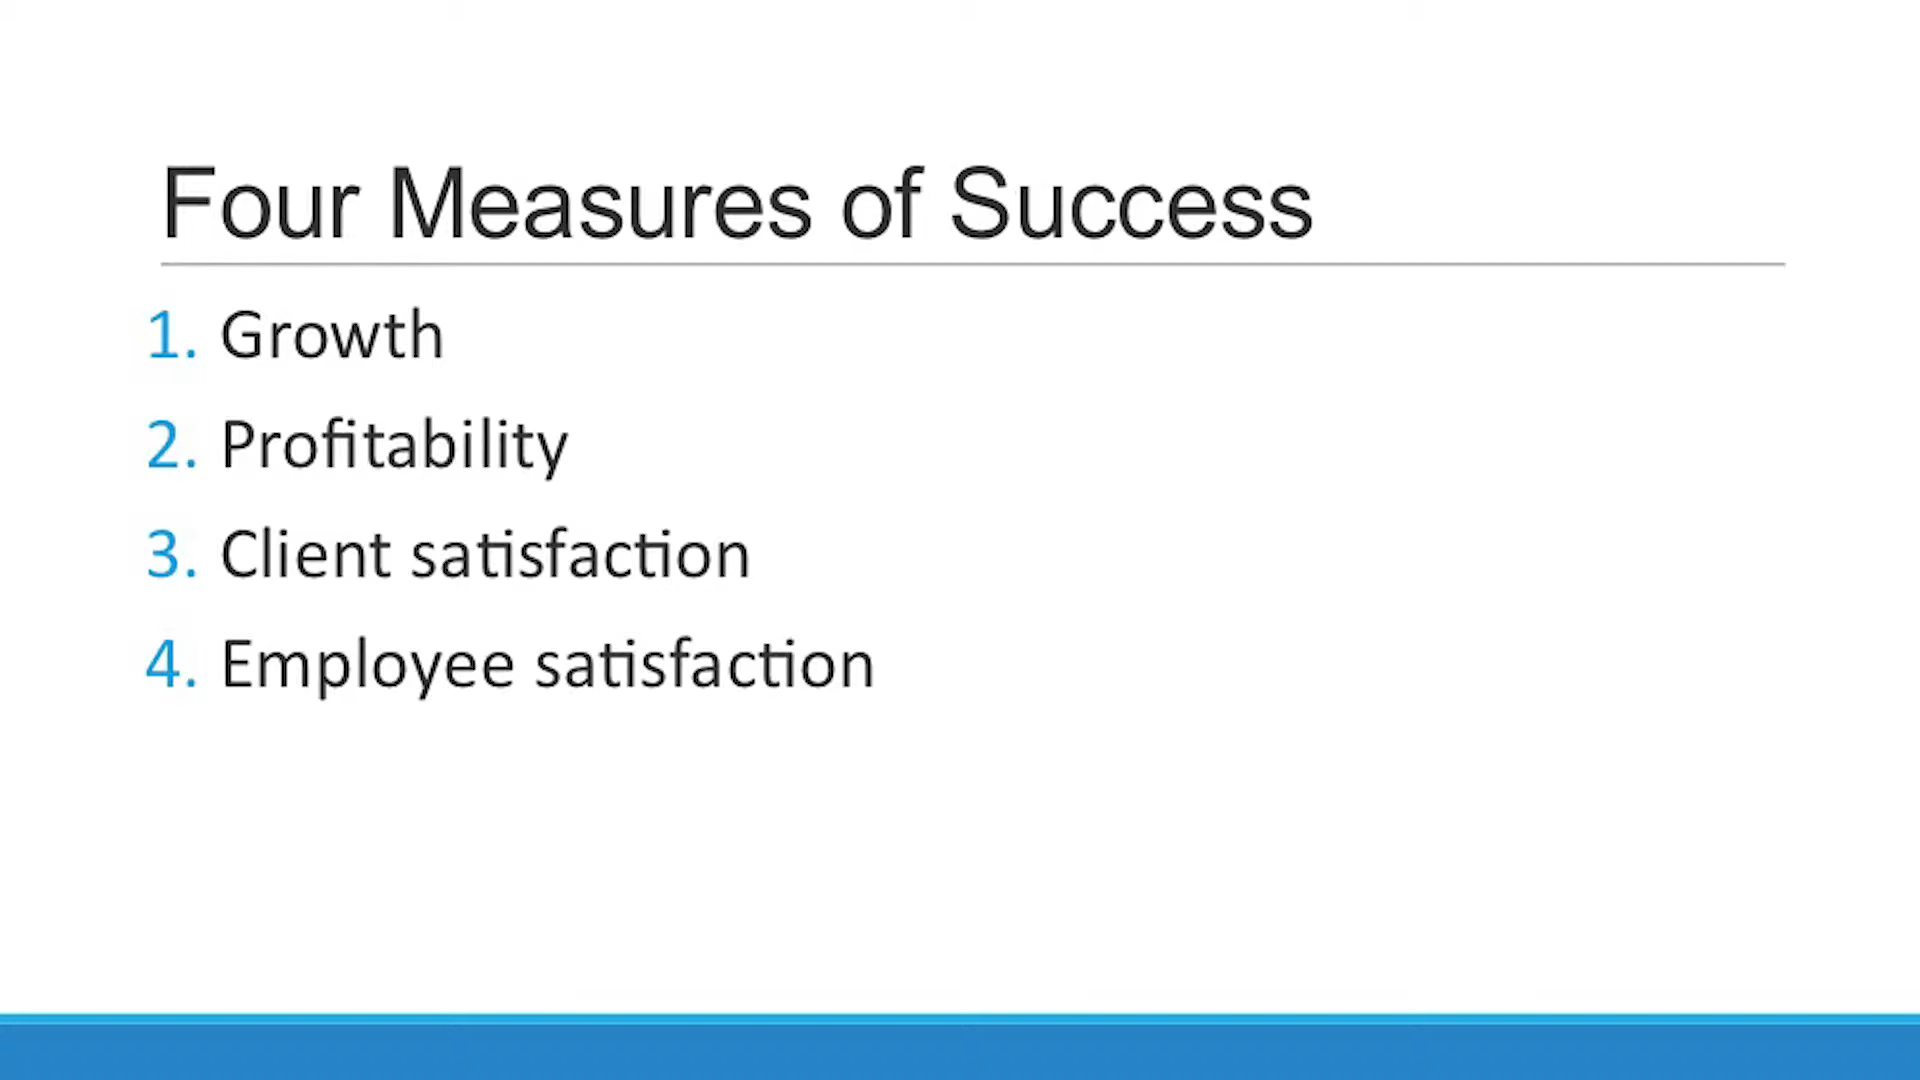 Four Measures of Success
1. Growth
2. Profitability
3. Client satisfaction
4. Employee satisfaction